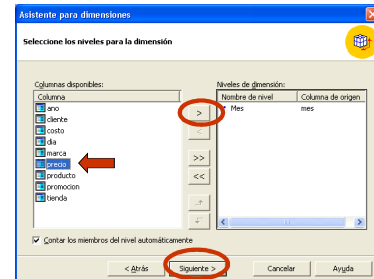 Asistente para dimensiones
Seleccione los niveles para la dimensión
Columnas disponibles:
Niveles de dimensión:
Columna
Nombre de nivel
Columna de origen
ano
cliente
costo
dia
marca
precio
producto
promocion
tienda
Mes
mes
>
<
>>
<<
Contar los miembros del nivel automáticamente
< Atrás
Siguiente >
Cancelar
Ayuda